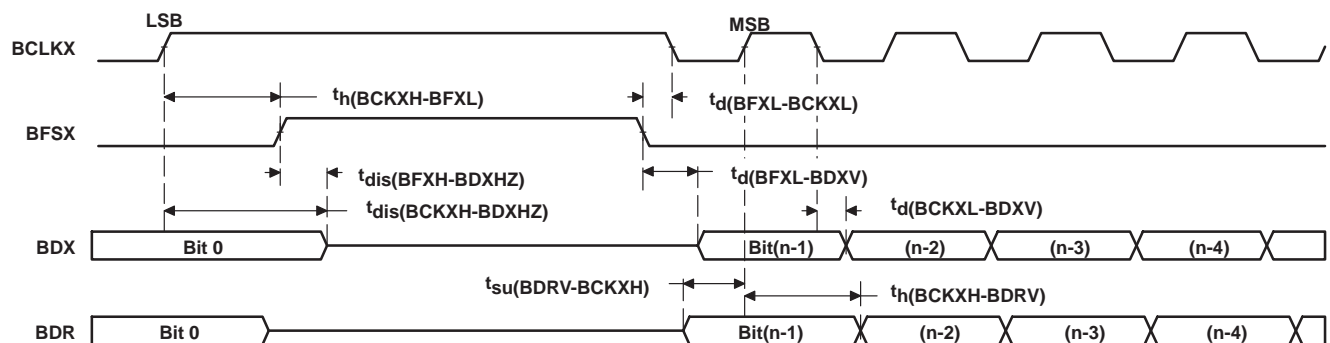 LSB
MSB
BCLKX
th(BCKXH-BFXL)
td(BFXL-BCKXL)
BFSX
tdis(BFXH-BDXHZ)
td(BFXL-BDXV)
tdis(BCKXH-BDXHZ)
td(BCKXL-BDXV)
BDX
Bit 0
Bit(n-1)
(n-2)
(n-3)
(n-4)
tsu(BDRV-BCKXH)
th(BCKXH-BDRV)
BDR
Bit 0
Bit(n-1)
(n-2)
(n-3)
(n-4)